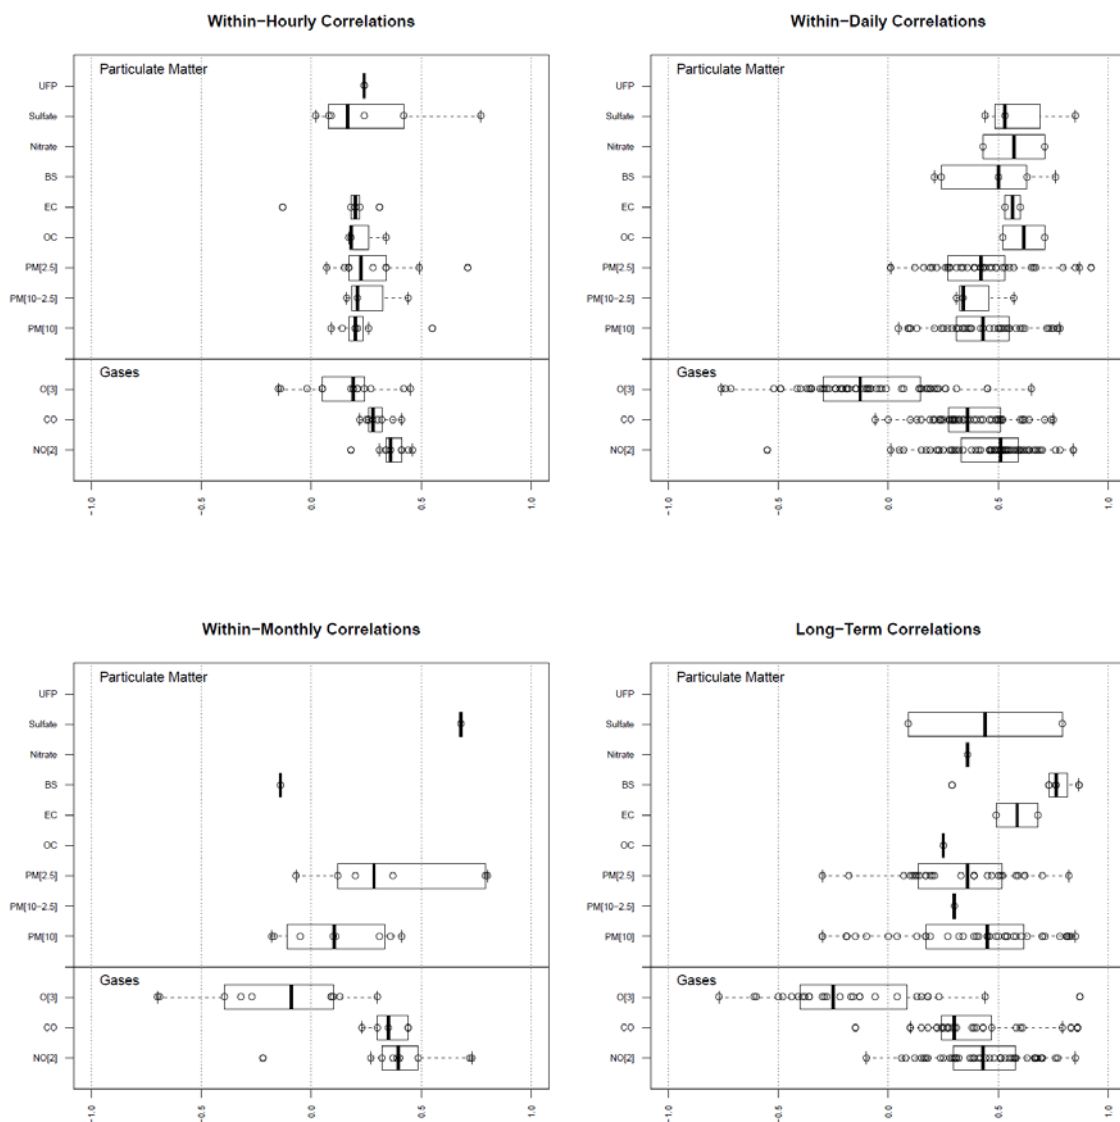 Within−Hourly Correlations
Particulate Matter
UFP
Sulfate
Nitrate
BS
EC
OC
PM[2.5]
PM[10−2.5]
PM[10]
Gases
O[3]
CO
NO[2]
−1.0
−0.5
0.0
0.5
1.0
Within−Daily Correlations
Particulate Matter
UFP
Sulfate
Nitrate
BS
EC
OC
PM[2.5]
PM[10−2.5]
PM[10]
Gases
O[3]
CO
NO[2]
−1.0
−0.5
0.0
0.5
1.0
Within−Monthly Correlations
Particulate Matter
UFP
Sulfate
Nitrate
BS
EC
OC
PM[2.5]
PM[10−2.5]
PM[10]
Gases
O[3]
CO
NO[2]
−1.0
−0.5
0.0
0.5
1.0
Long−Term Correlations
Particulate Matter
UFP
Sulfate
Nitrate
BS
EC
OC
PM[2.5]
PM[10−2.5]
PM[10]
Gases
O[3]
CO
NO[2]
−1.0
−0.5
0.0
0.5
1.0